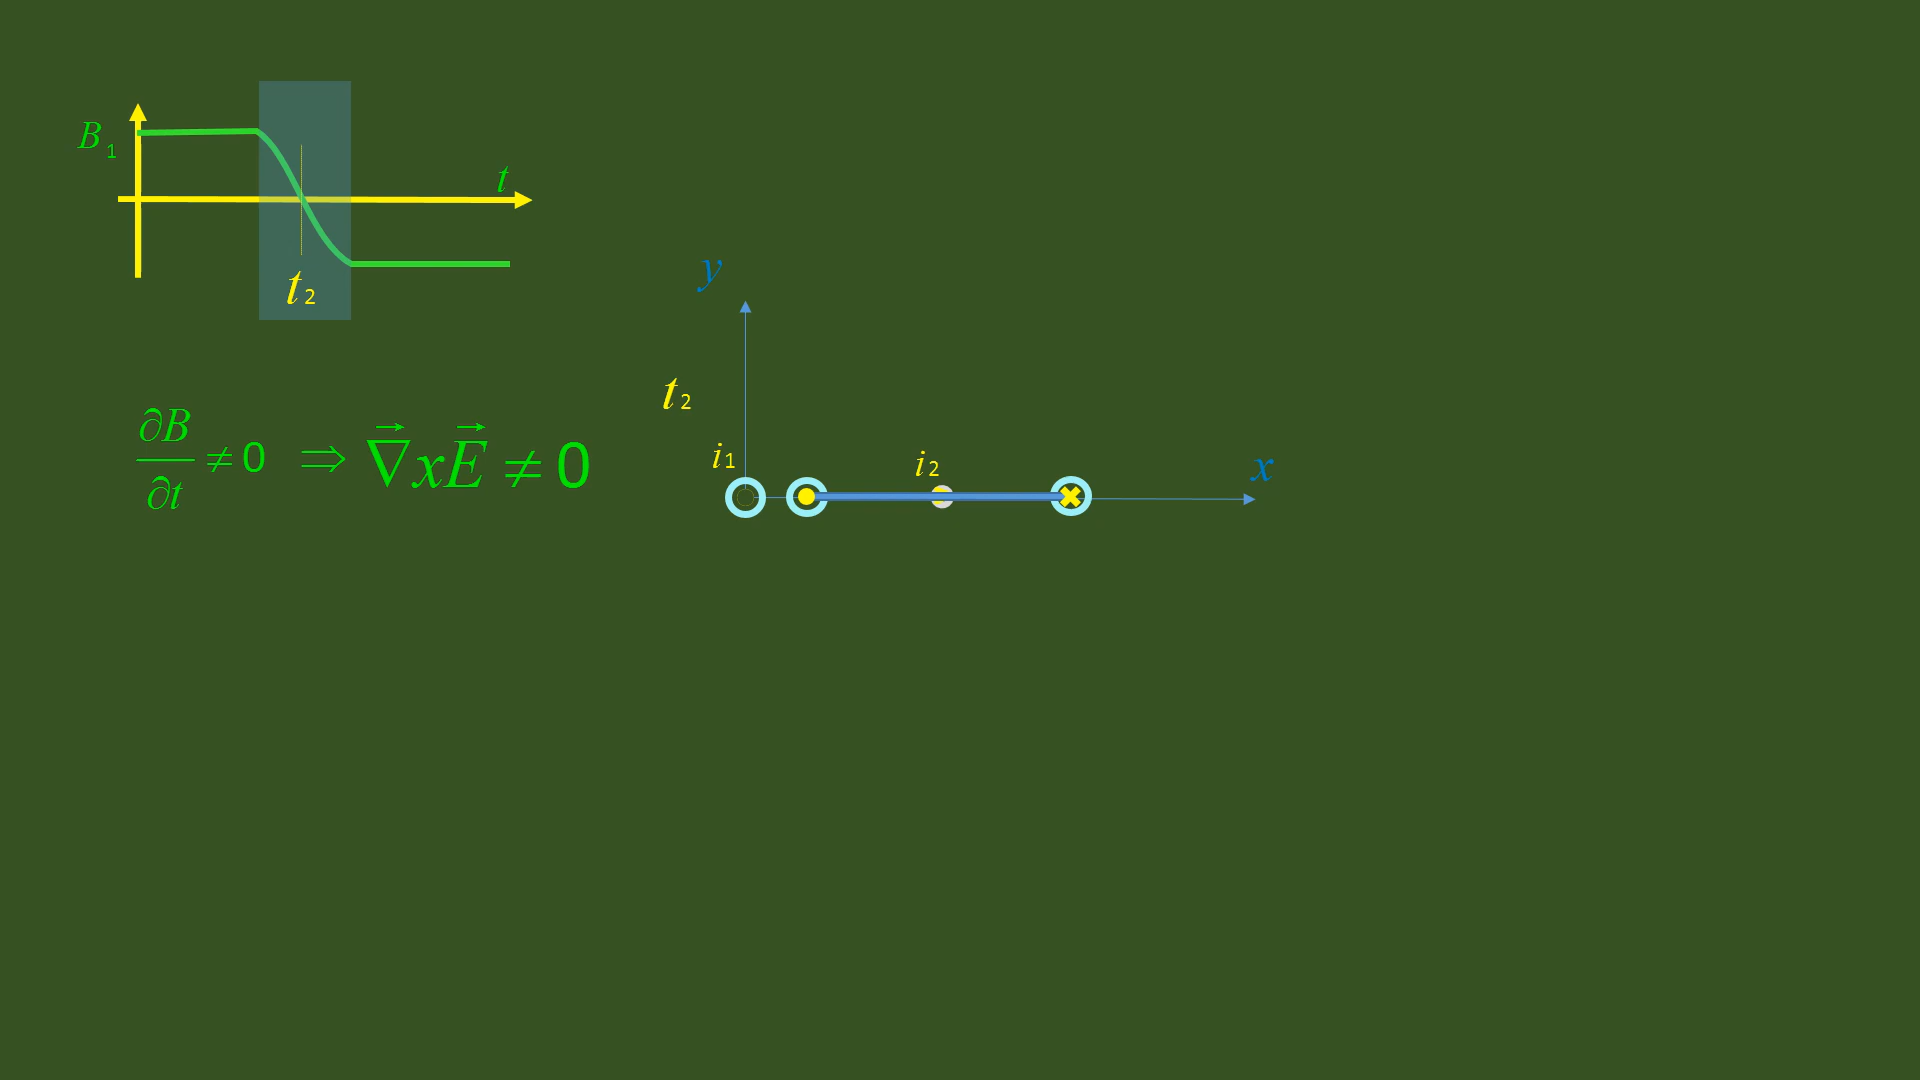 B₁
t
t₂
∂B/∂t ≠ 0 ⇒ ∇⃗xE⃗ ≠ 0
y
t₂
i₁
i₂
x